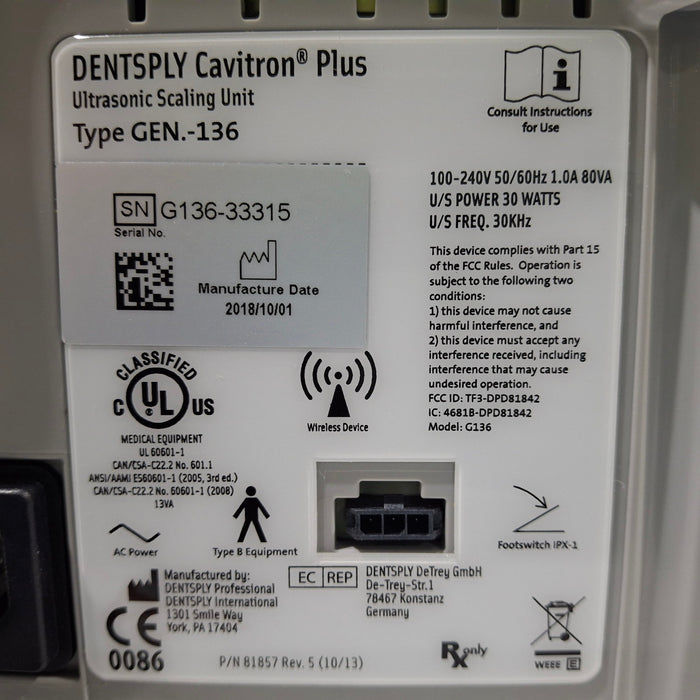 DENTSPLY Cavitron® Plus
Ultrasonic Scaling Unit
Type GEN.-136
Consult Instructions
for Use
SN G136-33315
Serial No.
Manufacture Date
2018/10/01
100-240V 50/60Hz 1.0A 80VA
U/S POWER 30 WATTS
U/S FREQ. 30KHz
This device complies with Part 15
of the FCC Rules. Operation is
subject to the following two
conditions:
1) this device may not cause
harmful interference, and
2) this device must accept any
interference received, including
interference that may cause
undesired operation.
FCC ID: TF3-DPD81842
IC: 4681B-DPD81842
Model: G136
CLASSIFIED
C UL US
MEDICAL EQUIPMENT
UL 60601-1
CAN/CSA-C22.2 No. 601.1
ANSI/AAMI ES60601-1 (2005, 3rd ed.)
CAN/CSA-C22.2 No. 60601-1 (2008)
13VA
Wireless Device
AC Power
Type B Equipment
Footswitch IPX-1
Manufactured by:
DENTSPLY Professional
DENTSPLY International
1301 Smile Way
York, PA 17404
CE
0086
EC REP
DENTSPLY DeTrey GmbH
De-Trey-Str.1
78467 Konstanz
Germany
P/N 81857 Rev. 5 (10/13)
Rx only
WEEE E